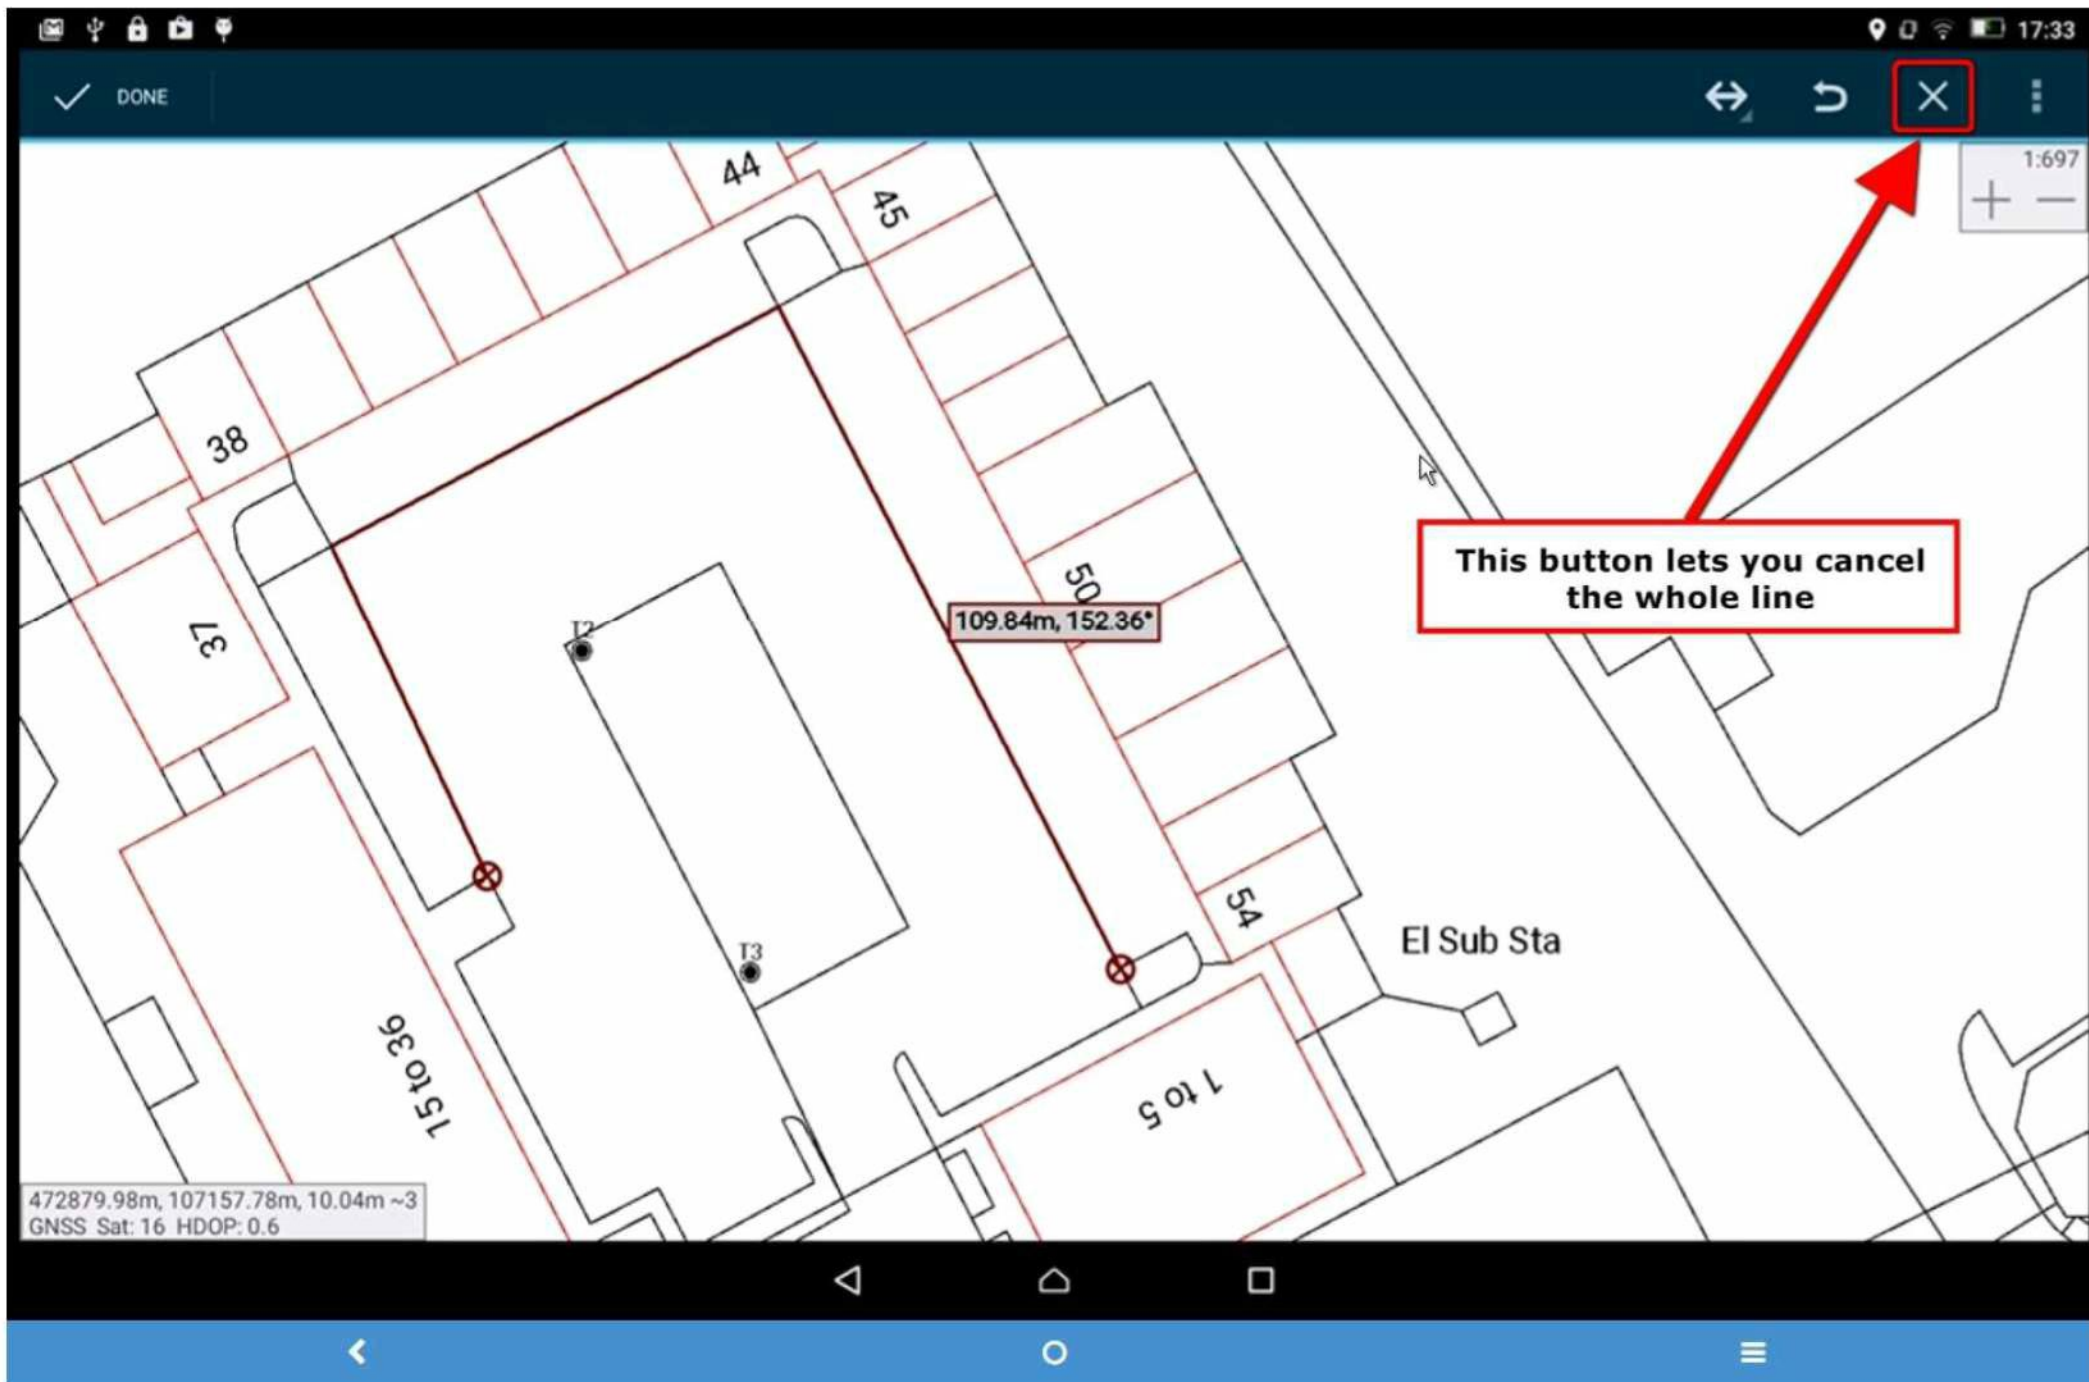 17:33
DONE
1:697
44
45
38
37
50
109.84m, 152.36°
This button lets you cancel
the whole line
T2
T3
54
El Sub Sta
15 to 36
1 to 5
472879.98m, 107157.78m, 10.04m ~3
GNSS Sat: 16 HDOP: 0.6